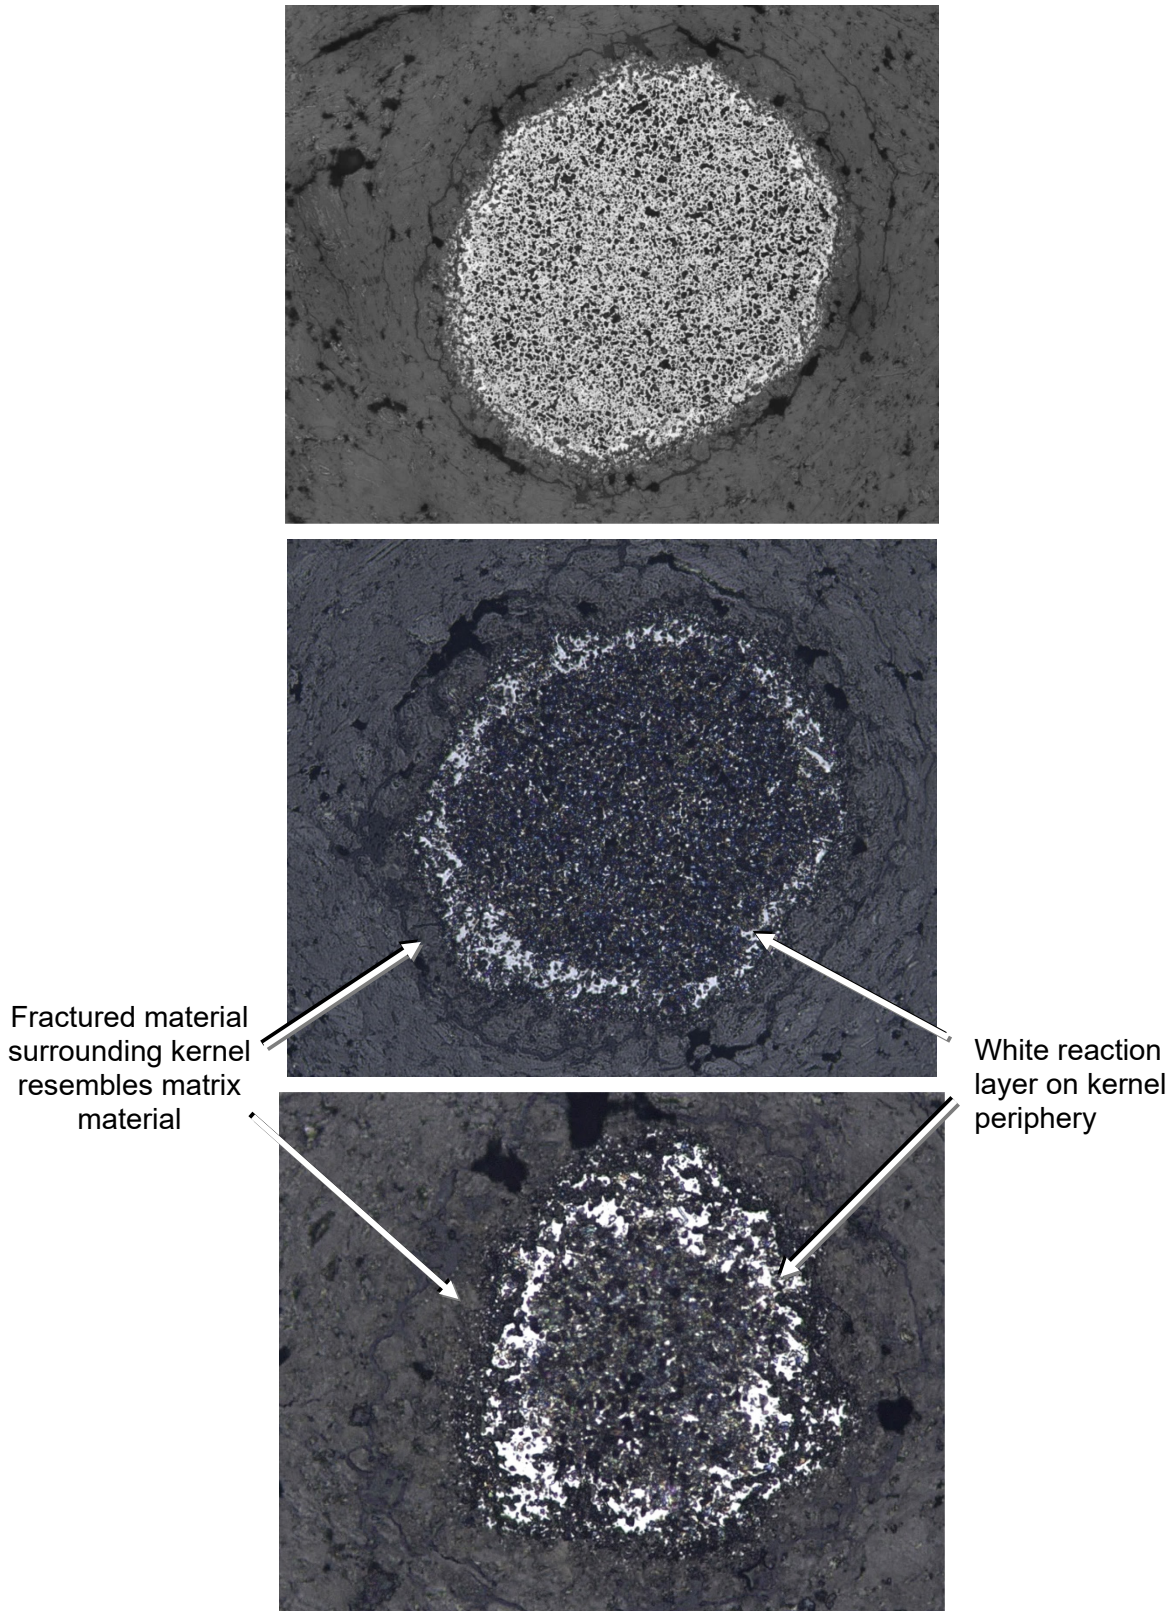 Fractured material
surrounding kernel
resembles matrix
material
White reaction
layer on kernel
periphery